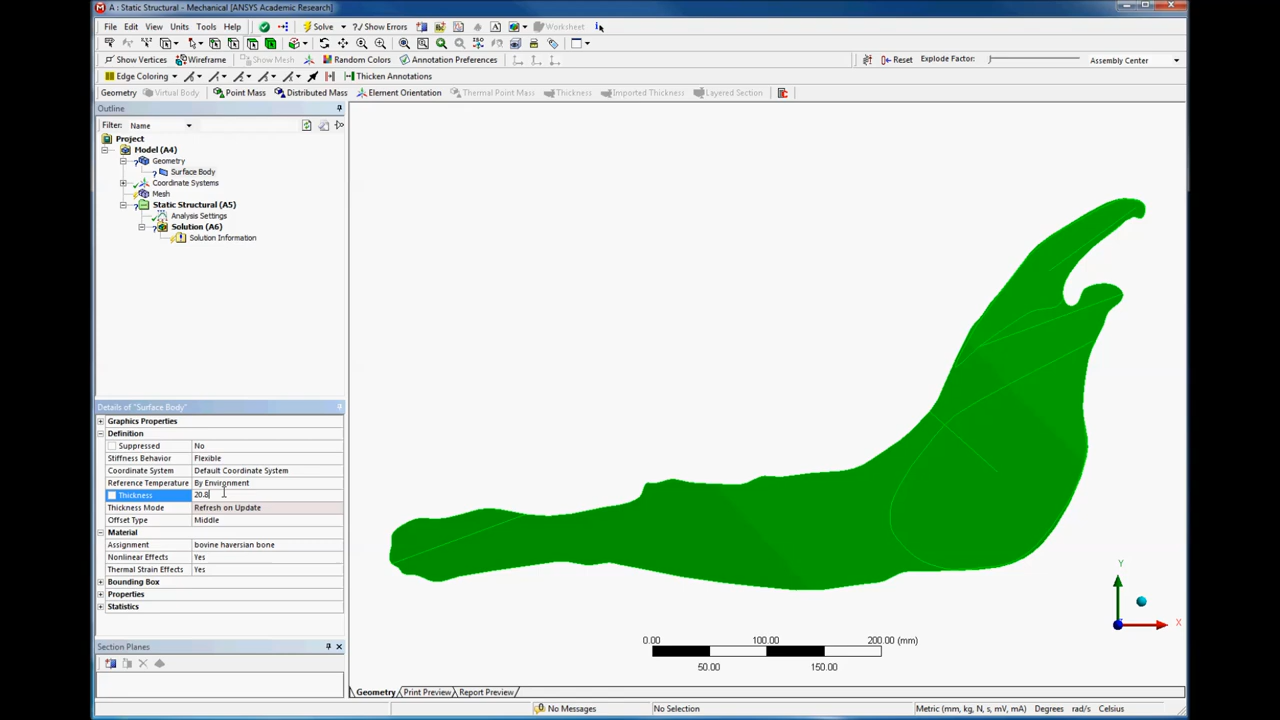 A : Static Structural - Mechanical [ANSYS Academic Research]
File Edit View Units Tools Help Solve ?/ Show Errors Worksheet i
Show Vertices Wireframe Show Mesh Random Colors Annotation Preferences Reset Explode Factor: Assembly Center
Edge Coloring Thicken Annotations
Geometry Virtual Body Point Mass Distributed Mass Element Orientation Thermal Point Mass Thickness Imported Thickness Layered Section
Outline
Filter: Name
Project
Model (A4)
Geometry
Surface Body
Coordinate Systems
Mesh
Static Structural (A5)
Analysis Settings
Solution (A6)
Solution Information
Details of "Surface Body"
Graphics Properties
Definition
Suppressed No
Stiffness Behavior Flexible
Coordinate System Default Coordinate System
Reference Temperature By Environment
Thickness 20.8
Thickness Mode Refresh on Update
Offset Type Middle
Material
Assignment bovine haversian bone
Nonlinear Effects Yes
Thermal Strain Effects Yes
Bounding Box
Properties
Statistics
Section Planes
Y
X
0.00 100.00 200.00 (mm)
50.00 150.00
Geometry Print Preview Report Preview
No Messages No Selection Metric (mm, kg, N, s, mV, mA) Degrees rad/s Celsius